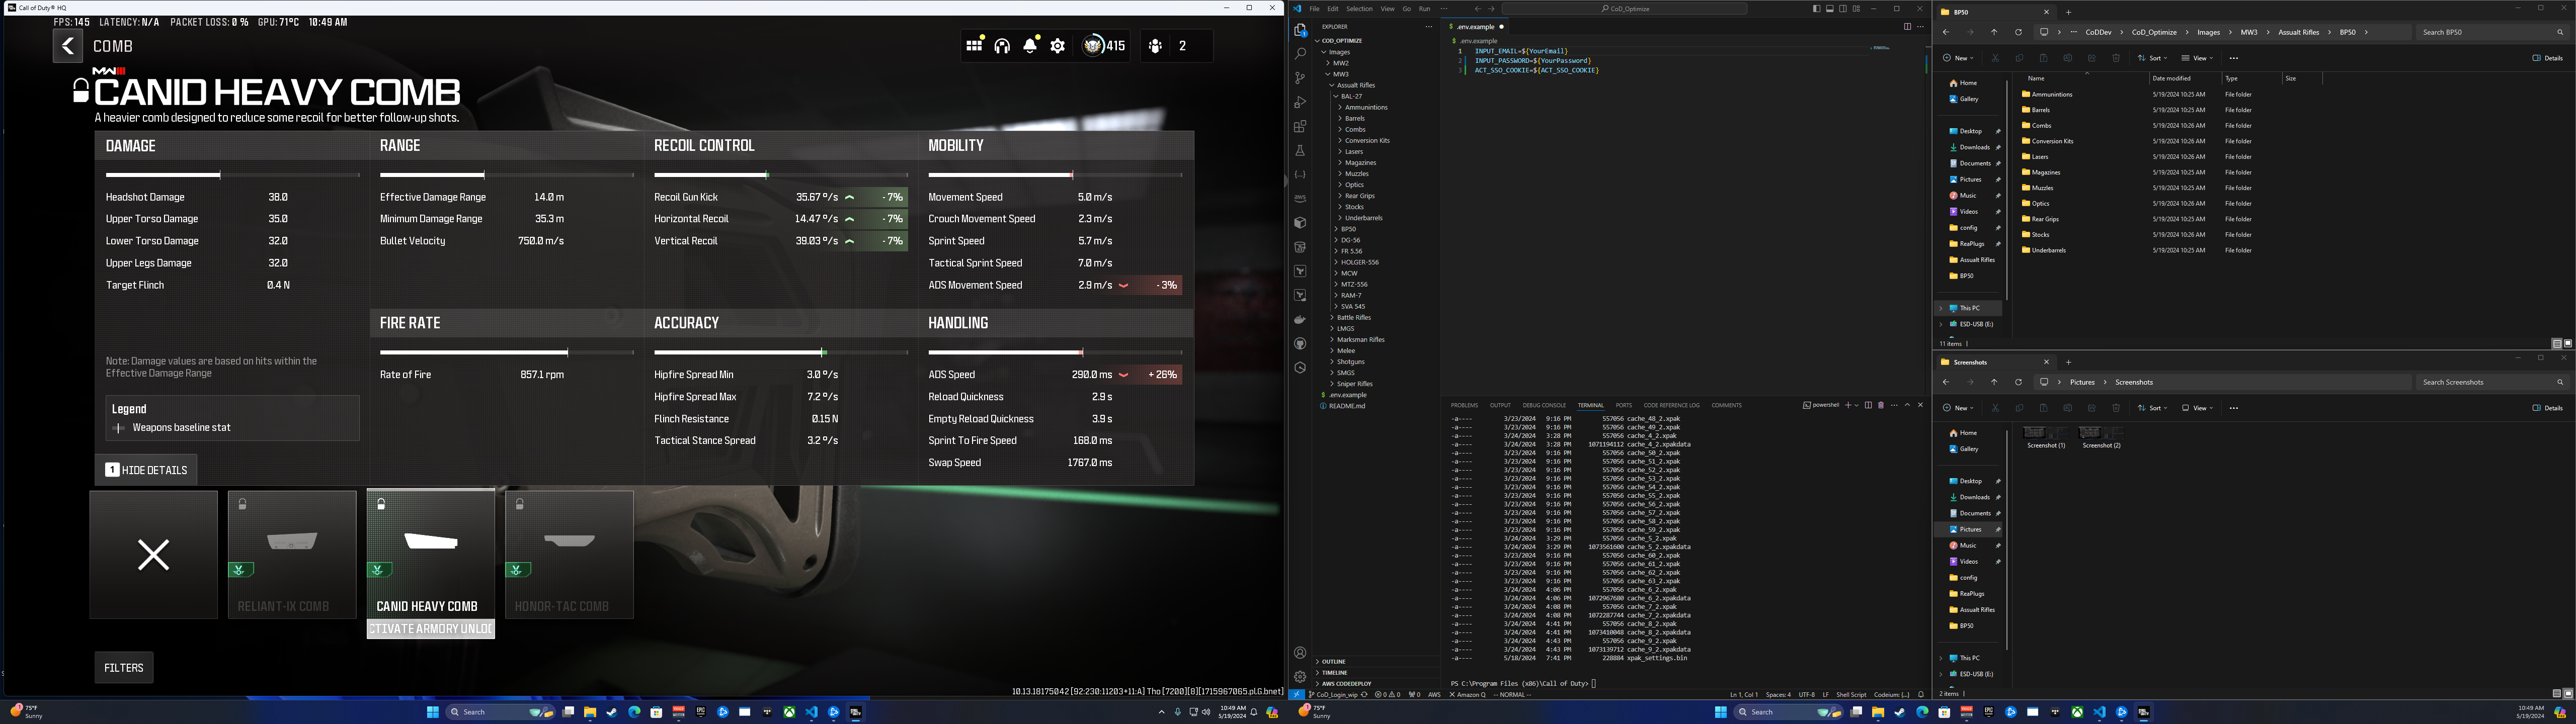 Call of Duty® HQ
FPS: 145 LATENCY: N/A PACKET LOSS: 0 % GPU: 71°C 10:49 AM
COMB
415
2
MWIII
CANID HEAVY COMB
A heavier comb designed to reduce some recoil for better follow-up shots.
DAMAGE
Headshot Damage 38.0
Upper Torso Damage 35.0
Lower Torso Damage 32.0
Upper Legs Damage 32.0
Target Flinch 0.4 N
Note: Damage values are based on hits within the
Effective Damage Range
Legend
Weapons baseline stat
1 HIDE DETAILS
RANGE
Effective Damage Range 14.0 m
Minimum Damage Range 35.3 m
Bullet Velocity 750.0 m/s
RECOIL CONTROL
Recoil Gun Kick 35.67 º/s - 7%
Horizontal Recoil 14.47 º/s - 7%
Vertical Recoil 39.03 º/s - 7%
MOBILITY
Movement Speed 5.0 m/s
Crouch Movement Speed 2.3 m/s
Sprint Speed 5.7 m/s
Tactical Sprint Speed 7.0 m/s
ADS Movement Speed 2.9 m/s - 3%
FIRE RATE
Rate of Fire 857.1 rpm
ACCURACY
Hipfire Spread Min 3.0 º/s
Hipfire Spread Max 7.2 º/s
Flinch Resistance 0.15 N
Tactical Stance Spread 3.2 º/s
HANDLING
ADS Speed 290.0 ms + 26%
Reload Quickness 2.9 s
Empty Reload Quickness 3.9 s
Sprint To Fire Speed 168.0 ms
Swap Speed 1767.0 ms
RELIANT-IX COMB
CANID HEAVY COMB
HONOR-TAC COMB
CTIVATE ARMORY UNLOC
FILTERS
10.13.18175042 [92:230:11203+11:A] Tho [7200][8][1715967065.pl.G.bnet]
File Edit Selection View Go Run ···
CoD_Optimize
EXPLORER
COD_OPTIMIZE
Images
MW2
MW3
Assualt Rifles
BAL-27
Ammunintions
Barrels
Combs
Conversion Kits
Lasers
Magazines
Muzzles
Optics
Rear Grips
Stocks
Underbarrels
BP50
DG-56
FR 5.56
HOLGER-556
MCW
MTZ-556
RAM-7
SVA 545
Battle Rifles
LMGS
Marksman Rifles
Melee
Shotguns
SMGS
Sniper Rifles
.env.example
README.md
OUTLINE
TIMELINE
AWS CODEDEPLOY
.env.example
.env.example
1 INPUT_EMAIL=${YourEmail}
2 INPUT_PASSWORD=${YourPassword}
3 ACT_SSO_COOKIE=${ACT_SSO_COOKIE}
PROBLEMS OUTPUT DEBUG CONSOLE TERMINAL PORTS CODE REFERENCE LOG COMMENTS
powershell
-a---- 3/23/2024 9:16 PM 557056 cache_48_2.xpak
-a---- 3/23/2024 9:16 PM 557056 cache_49_2.xpak
-a---- 3/24/2024 3:28 PM 557056 cache_4_2.xpak
-a---- 3/24/2024 3:28 PM 1071194112 cache_4_2.xpakdata
-a---- 3/23/2024 9:16 PM 557056 cache_50_2.xpak
-a---- 3/23/2024 9:16 PM 557056 cache_51_2.xpak
-a---- 3/23/2024 9:16 PM 557056 cache_52_2.xpak
-a---- 3/23/2024 9:16 PM 557056 cache_53_2.xpak
-a---- 3/23/2024 9:16 PM 557056 cache_54_2.xpak
-a---- 3/23/2024 9:16 PM 557056 cache_55_2.xpak
-a---- 3/23/2024 9:16 PM 557056 cache_56_2.xpak
-a---- 3/23/2024 9:16 PM 557056 cache_57_2.xpak
-a---- 3/23/2024 9:16 PM 557056 cache_58_2.xpak
-a---- 3/23/2024 9:16 PM 557056 cache_59_2.xpak
-a---- 3/24/2024 3:29 PM 557056 cache_5_2.xpak
-a---- 3/24/2024 3:29 PM 1073561600 cache_5_2.xpakdata
-a---- 3/23/2024 9:16 PM 557056 cache_60_2.xpak
-a---- 3/23/2024 9:16 PM 557056 cache_61_2.xpak
-a---- 3/23/2024 9:16 PM 557056 cache_62_2.xpak
-a---- 3/23/2024 9:16 PM 557056 cache_63_2.xpak
-a---- 3/24/2024 4:06 PM 557056 cache_6_2.xpak
-a---- 3/24/2024 4:06 PM 1072967680 cache_6_2.xpakdata
-a---- 3/24/2024 4:08 PM 557056 cache_7_2.xpak
-a---- 3/24/2024 4:08 PM 1072287744 cache_7_2.xpakdata
-a---- 3/24/2024 4:41 PM 557056 cache_8_2.xpak
-a---- 3/24/2024 4:41 PM 1073410048 cache_8_2.xpakdata
-a---- 3/24/2024 4:43 PM 557056 cache_9_2.xpak
-a---- 3/24/2024 4:43 PM 1073139712 cache_9_2.xpakdata
-a---- 5/18/2024 7:41 PM 228884 xpak_settings.bin
PS C:\Program Files (x86)\Call of Duty>
CoD_Login_wip 0 0 0 AWS Amazon Q -- NORMAL -- Ln 1, Col 1 Spaces: 4 UTF-8 LF Shell Script Codeium: {...}
BP50
CoDDev CoD_Optimize Images MW3 Assualt Rifles BP50 Search BP50
New Sort View Details
Name Date modified Type Size
Home
Gallery
Desktop
Downloads
Documents
Pictures
Music
Videos
config
ReaPlugs
Assualt Rifles
BP50
This PC
ESD-USB (E:)
Ammunintions 5/19/2024 10:25 AM File folder
Barrels 5/19/2024 10:25 AM File folder
Combs 5/19/2024 10:26 AM File folder
Conversion Kits 5/19/2024 10:26 AM File folder
Lasers 5/19/2024 10:25 AM File folder
Magazines 5/19/2024 10:25 AM File folder
Muzzles 5/19/2024 10:25 AM File folder
Optics 5/19/2024 10:26 AM File folder
Rear Grips 5/19/2024 10:25 AM File folder
Stocks 5/19/2024 10:26 AM File folder
Underbarrels 5/19/2024 10:25 AM File folder
11 items
Screenshots
Pictures Screenshots Search Screenshots
New Sort View Details
Home
Gallery
Desktop
Downloads
Documents
Pictures
Music
Videos
config
ReaPlugs
Assualt Rifles
BP50
This PC
ESD-USB (E:)
Screenshot (1) Screenshot (2)
2 items
75°F
Sunny
Search
10:49 AM
5/19/2024
75°F
Sunny
Search
10:49 AM
5/19/2024